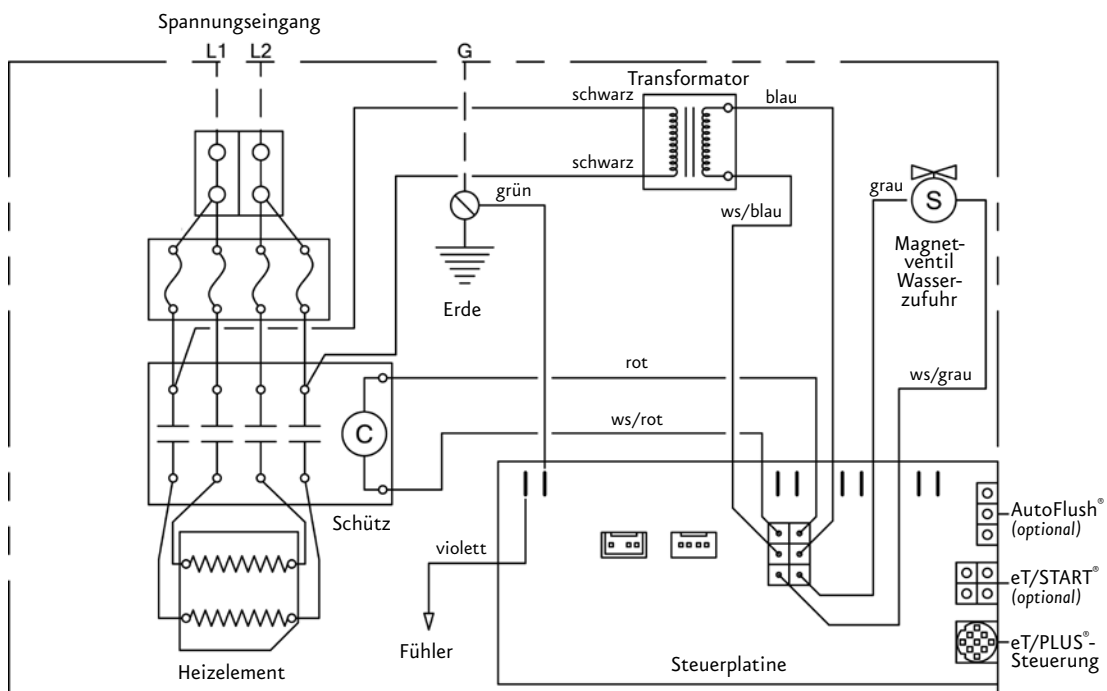 Spannungseingang
L1 L2
G
Transformator
schwarz
blau
schwarz
grün
ws/blau
grau
S
Magnet-
ventil
Wasser-
zufuhr
Erde
rot
ws/grau
C
ws/rot
Schütz
violett
AutoFlush®
(optional)
eT/START®
(optional)
eT/PLUS®-
Steuerung
Fühler
Heizelement
Steuerplatine